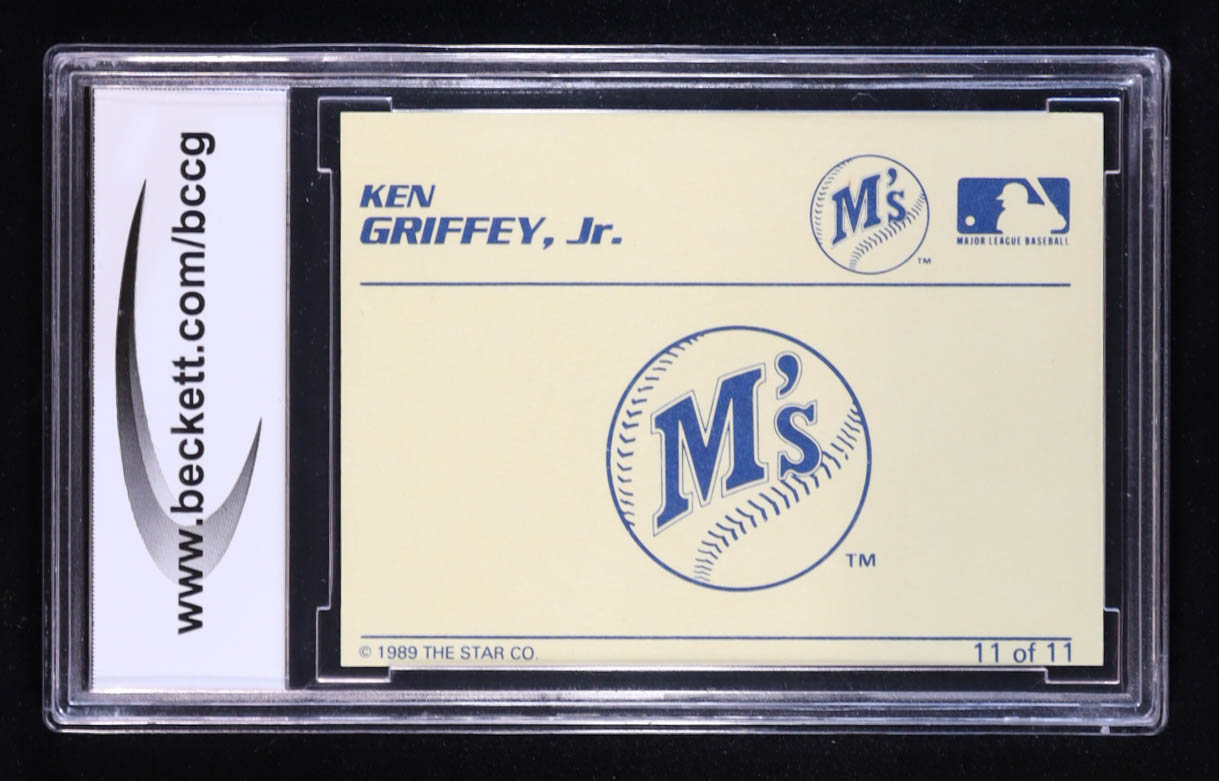 www.beckett.com/bccg
KEN
GRIFFEY, Jr.
M's
TM
MAJOR LEAGUE BASEBALL
M's
TM
© 1989 THE STAR CO.
11 of 11